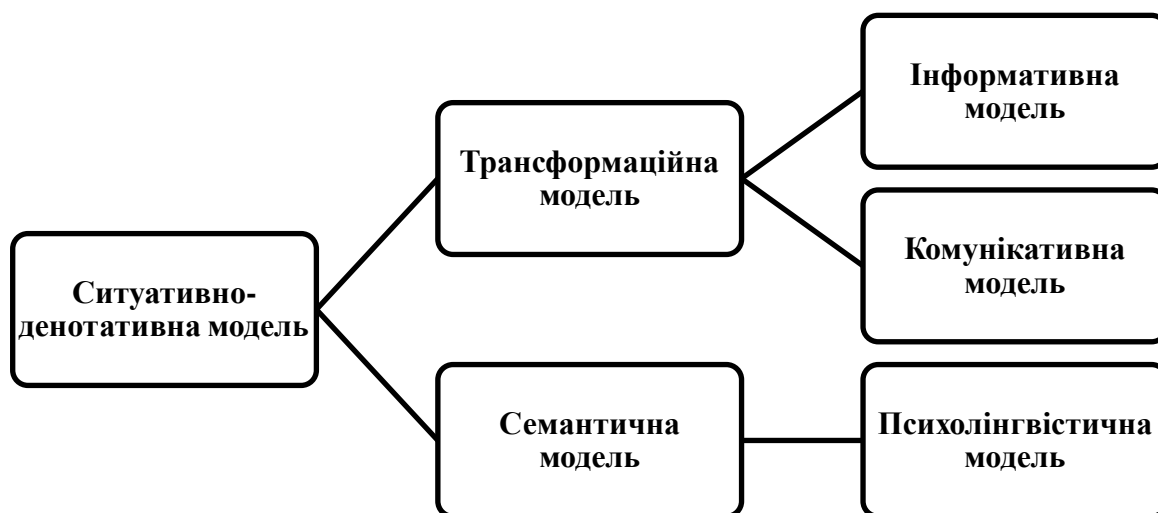 Ситуативно-
денотативна модель
Трансформаційна
модель
Інформативна
модель
Комунікативна
модель
Семантична
модель
Психолінгвістична
модель